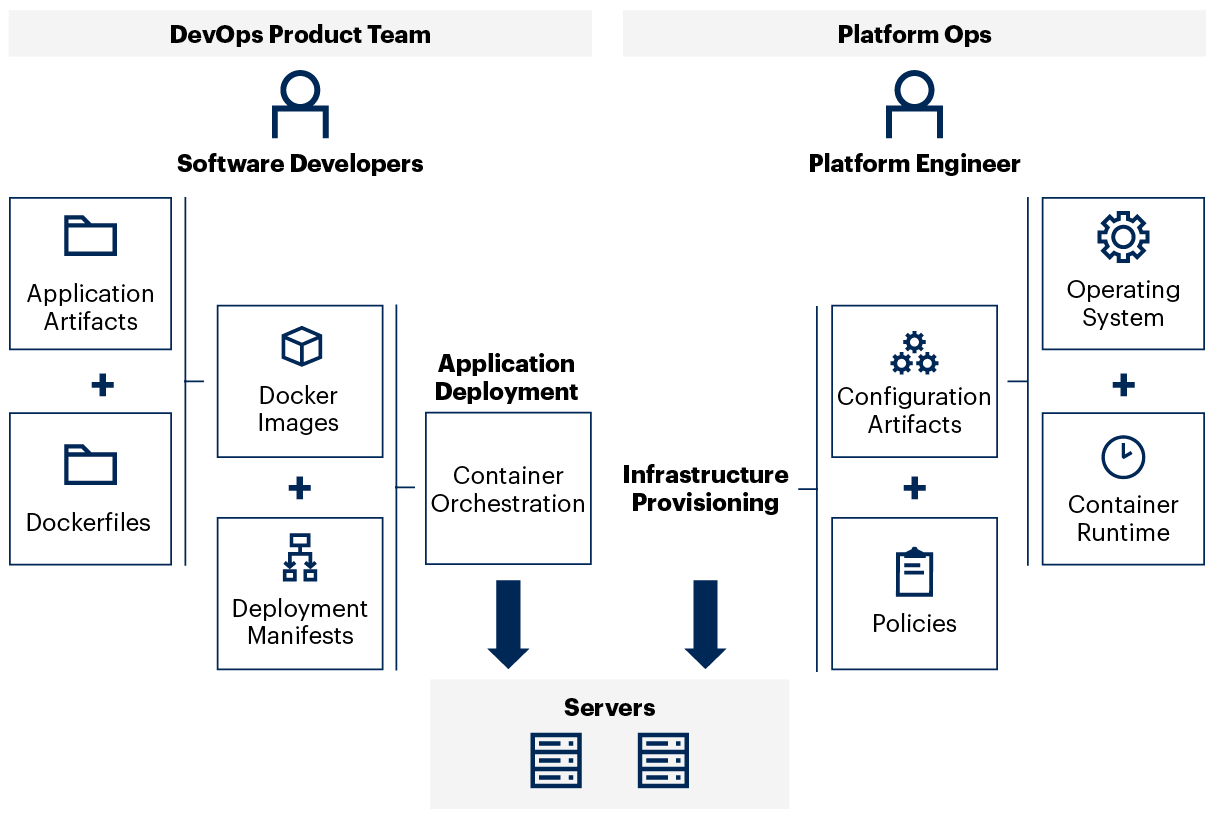 DevOps Product Team
Platform Ops
Software Developers
Platform Engineer
Application
Artifacts
+
Dockerfiles
Docker
Images
+
Deployment
Manifests
Application
Deployment
Container
Orchestration
Infrastructure
Provisioning
Configuration
Artifacts
+
Policies
Operating
System
+
Container
Runtime
Servers